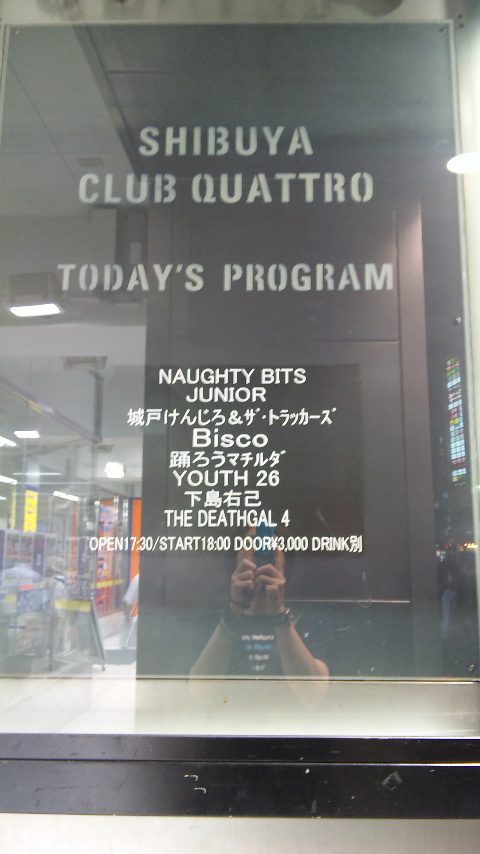 SHIBUYA
CLUB QUATTRO
TODAY'S PROGRAM
NAUGHTY BITS
JUNIOR
城戸けんじろ&ザ・トラッカーズ
Bisco
踊ろうマチルダ
YOUTH 26
下島右己
THE DEATHGAL 4
OPEN17:30/START18:00 DOOR¥3,000 DRINK別